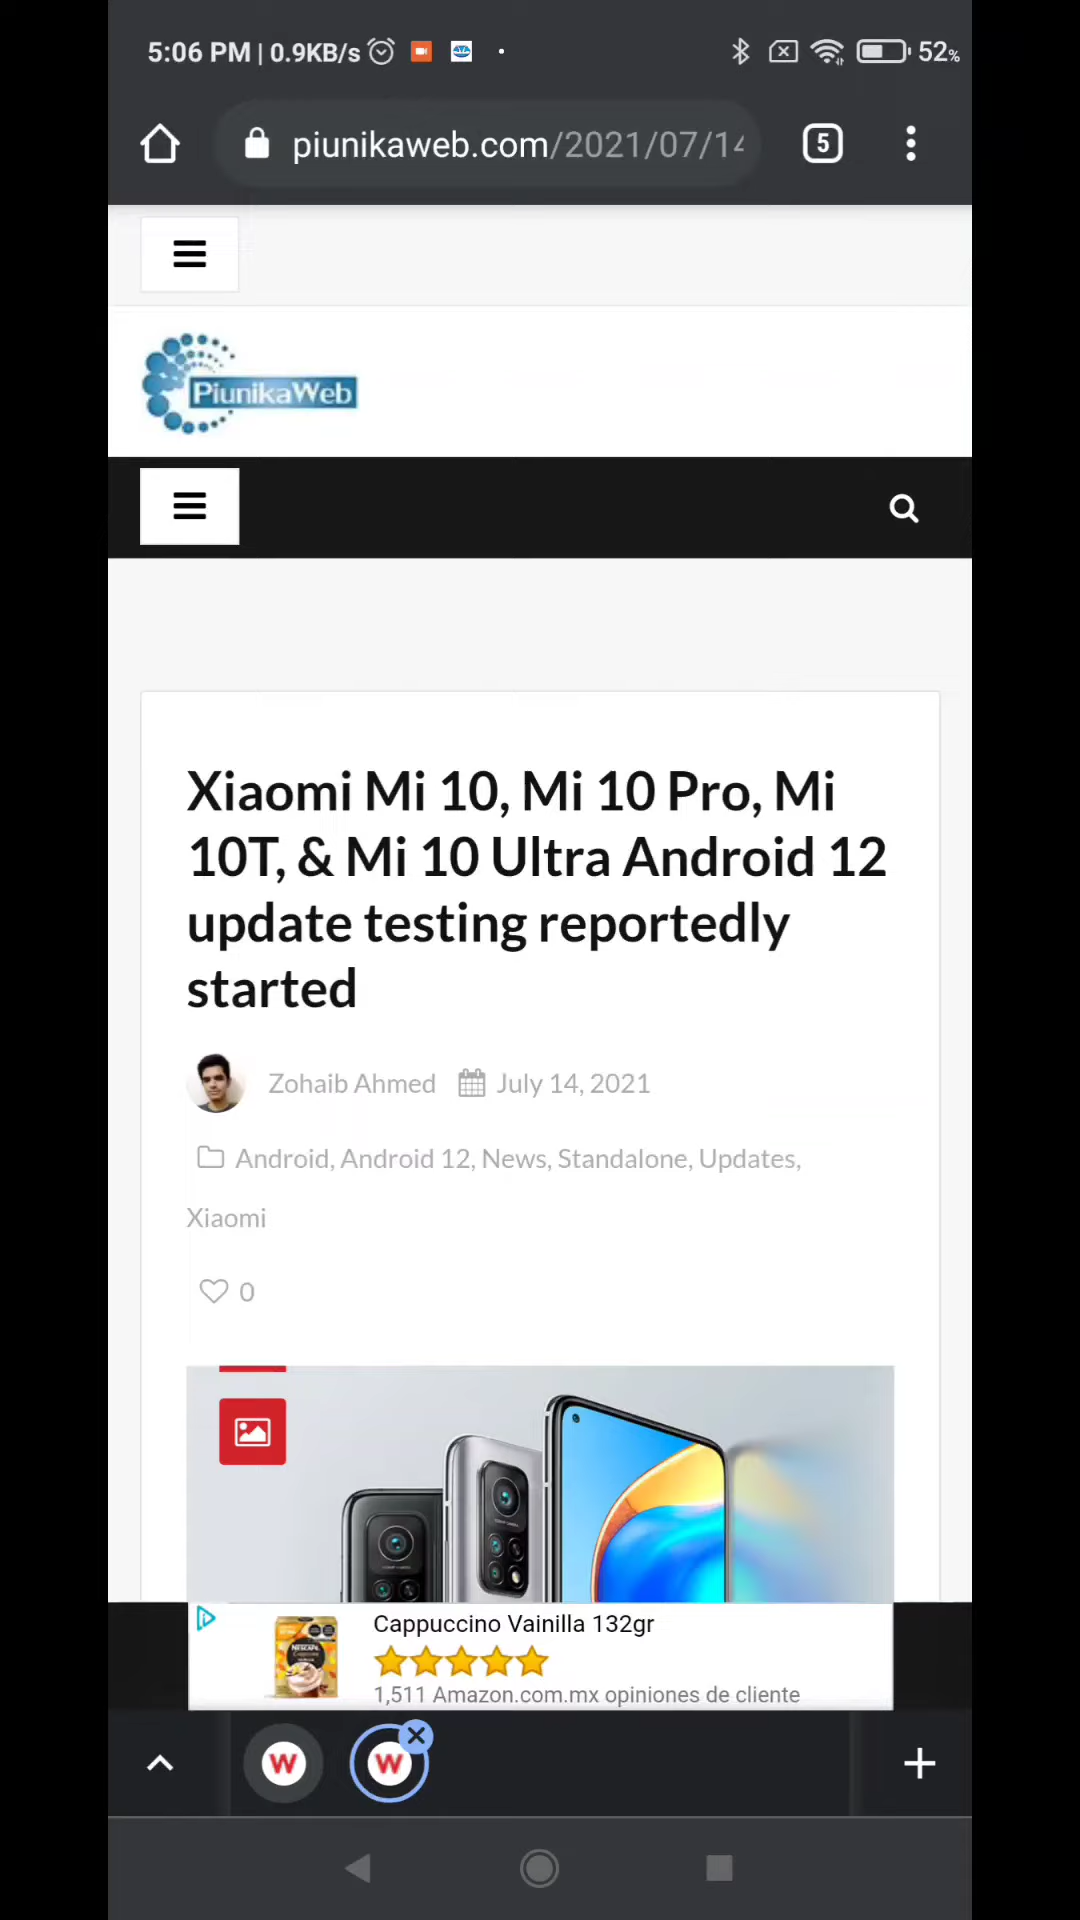 5:06 PM | 0.9KB/s 52%
piunikaweb.com/2021/07/14 5
PiunikaWeb
Xiaomi Mi 10, Mi 10 Pro, Mi
10T, & Mi 10 Ultra Android 12
update testing reportedly
started
Zohaib Ahmed July 14, 2021
Android, Android 12, News, Standalone, Updates,
Xiaomi
0
Cappuccino Vainilla 132gr
NESCAFÉ
1,511 Amazon.com.mx opiniones de cliente
W W